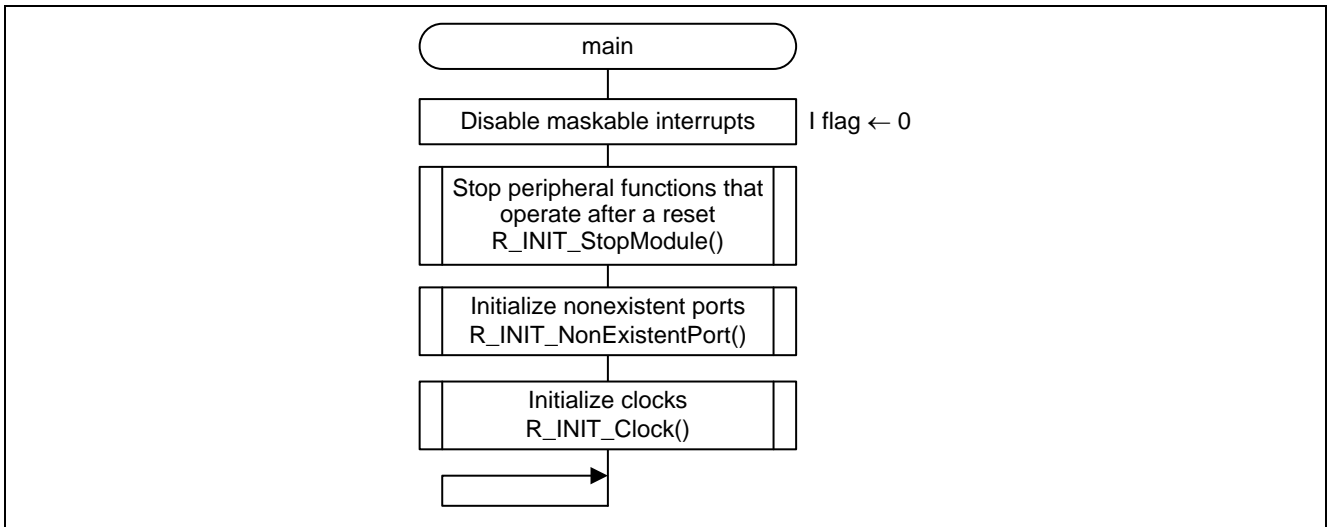 main
Disable maskable interrupts
I flag ← 0
Stop peripheral functions that
operate after a reset
R_INIT_StopModule()
Initialize nonexistent ports
R_INIT_NonExistentPort()
Initialize clocks
R_INIT_Clock()